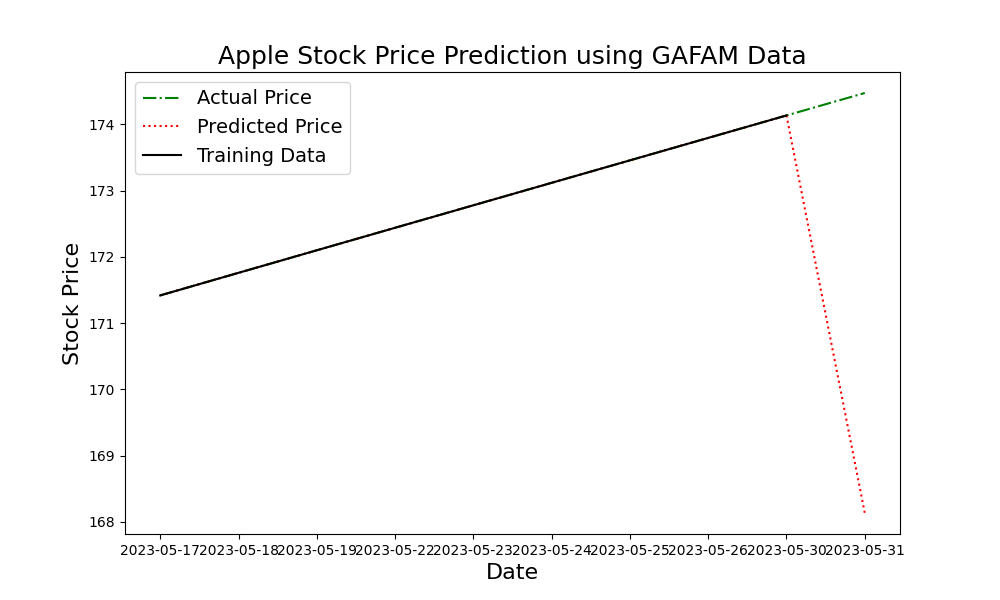 Apple Stock Price Prediction using GAFAM Data
Actual Price
Predicted Price
Training Data
174
173
172
171
170
169
168
Stock Price
2023-05-17 2023-05-18 2023-05-19 2023-05-22 2023-05-23 2023-05-24 2023-05-25 2023-05-26 2023-05-30 2023-05-31
Date